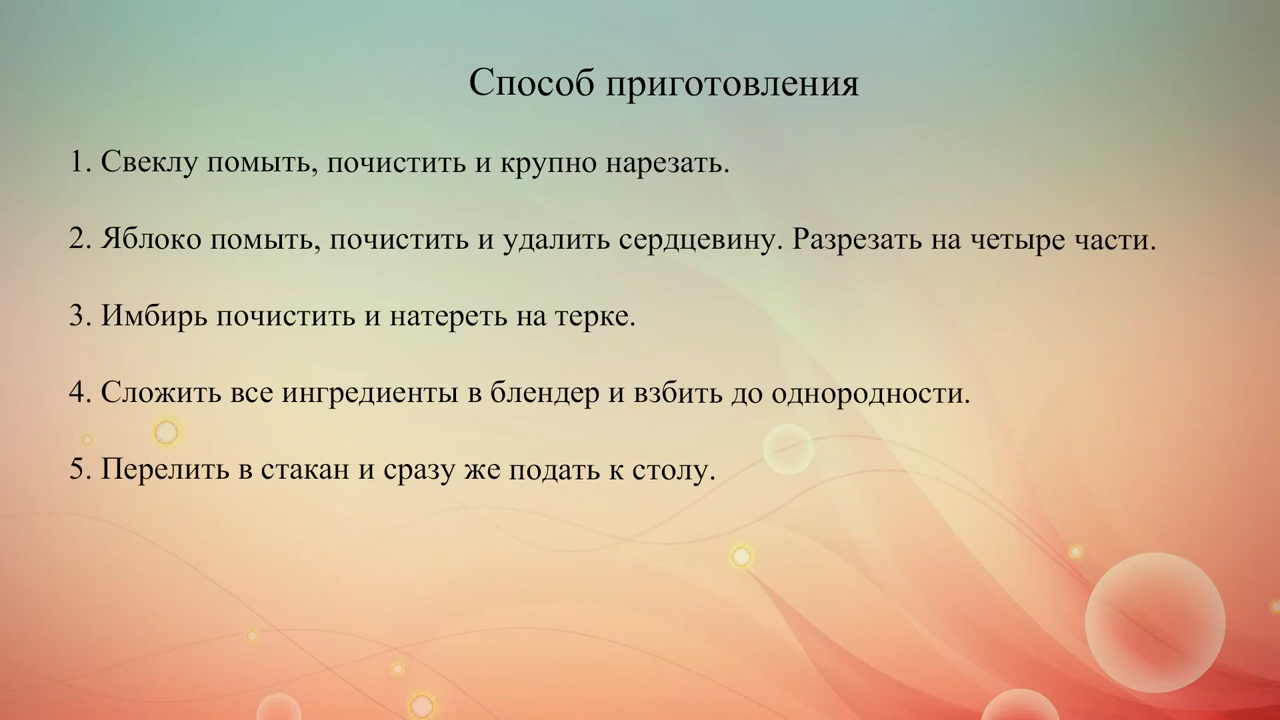 Способ приготовления
1. Свеклу помыть, почистить и крупно нарезать.
2. Яблоко помыть, почистить и удалить сердцевину. Разрезать на четыре части.
3. Имбирь почистить и натереть на терке.
4. Сложить все ингредиенты в блендер и взбить до однородности.
5. Перелить в стакан и сразу же подать к столу.